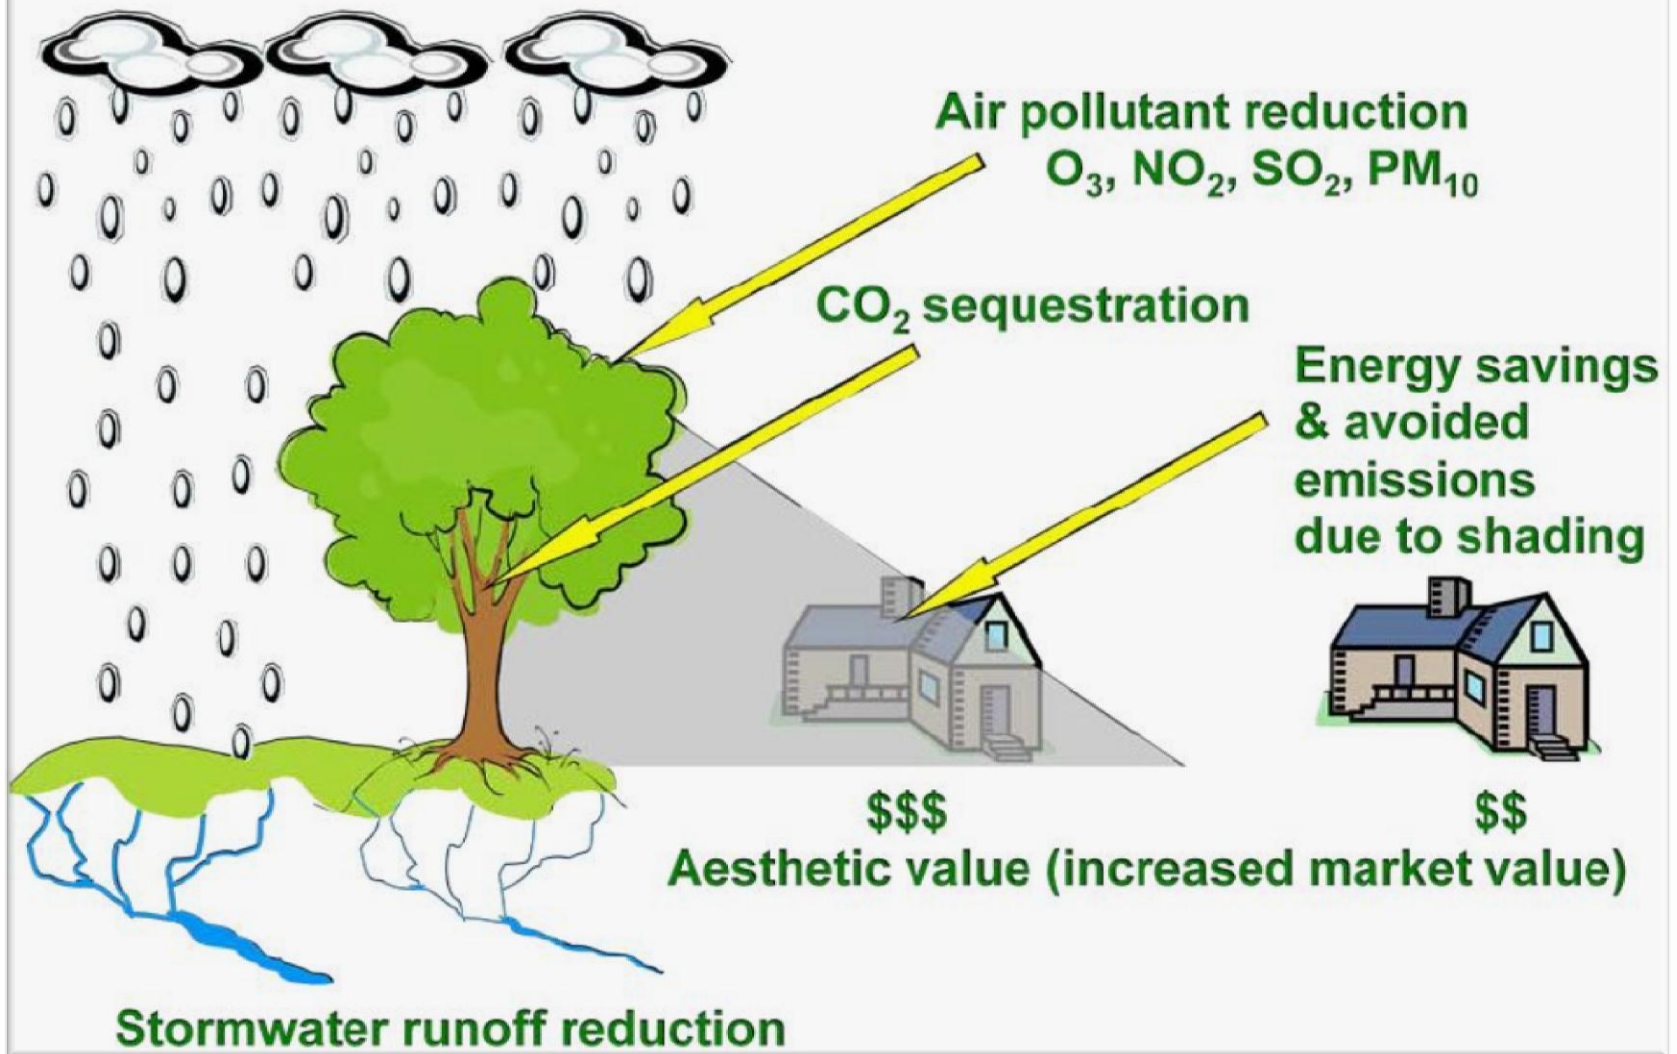 Air pollutant reduction
O₃, NO₂, SO₂, PM₁₀
CO₂ sequestration
Energy savings
& avoided
emissions
due to shading
$$$
$$
Aesthetic value (increased market value)
Stormwater runoff reduction